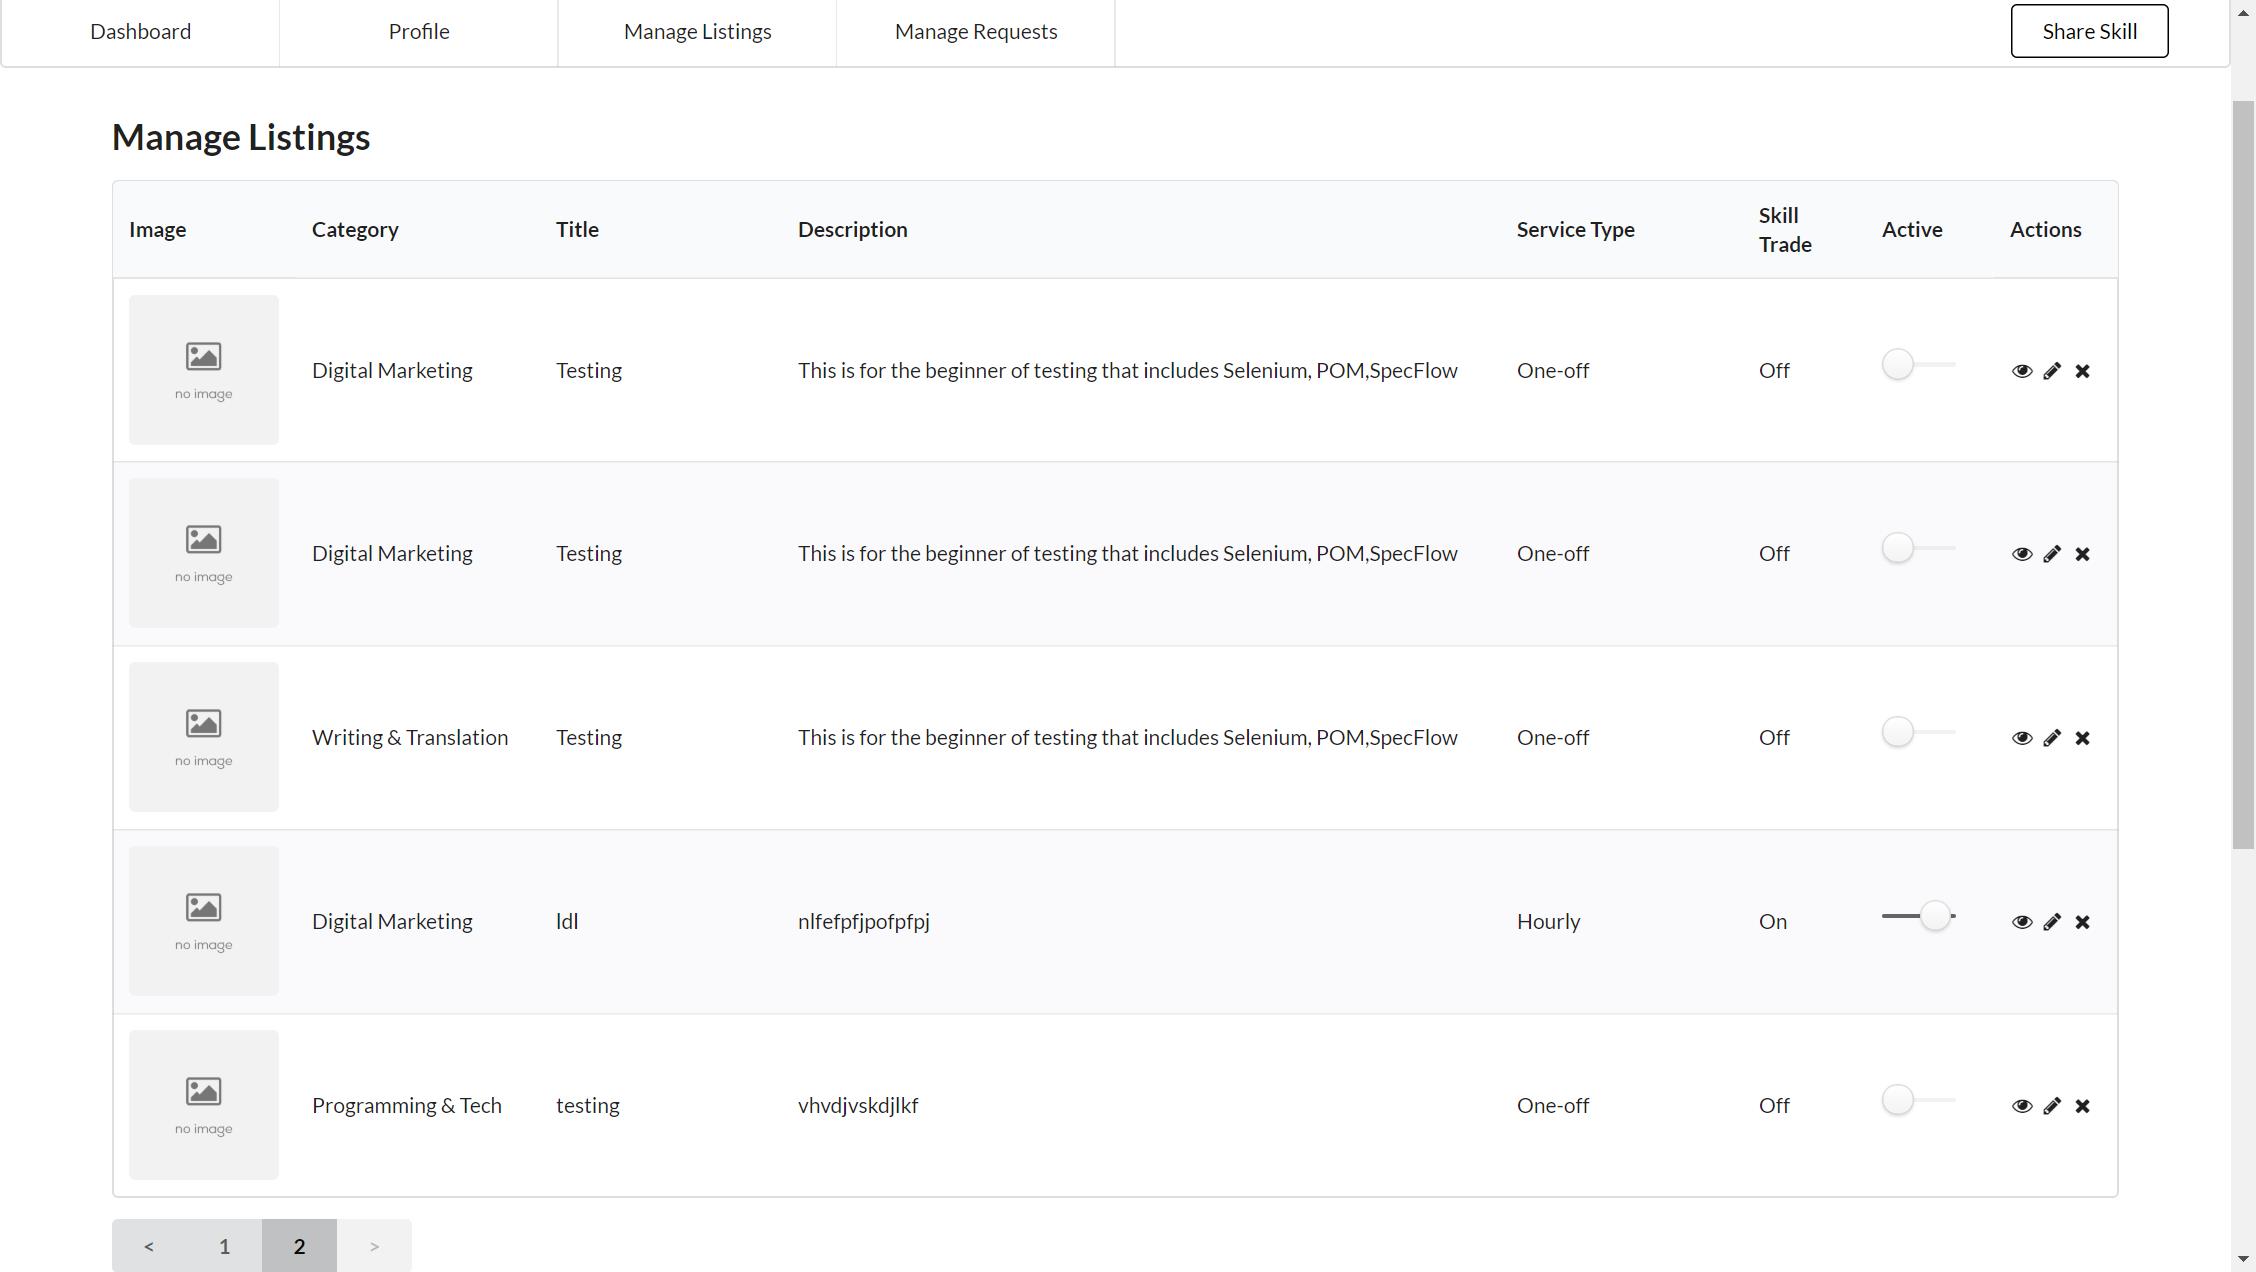 Dashboard
Profile
Manage Listings
Manage Requests
Share Skill
Manage Listings
Image Category Title Description Service Type Skill Trade Active Actions
no image Digital Marketing Testing This is for the beginner of testing that includes Selenium, POM,SpecFlow One-off Off
no image Digital Marketing Testing This is for the beginner of testing that includes Selenium, POM,SpecFlow One-off Off
no image Writing & Translation Testing This is for the beginner of testing that includes Selenium, POM,SpecFlow One-off Off
no image Digital Marketing ldl nlfefpfjpofpfpj Hourly On
no image Programming & Tech testing vhvdjvskdjlkf One-off Off
< 1 2 >